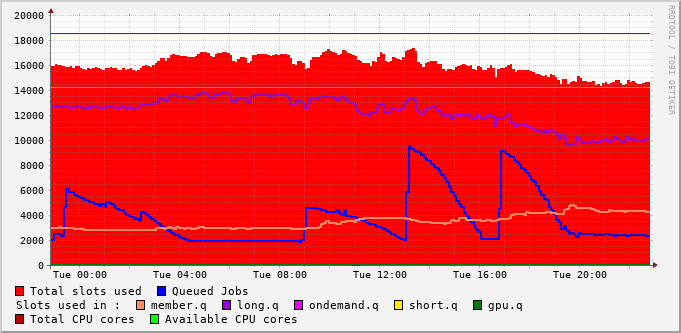 20000
18000
16000
14000
12000
10000
8000
6000
4000
2000
0
Tue 00:00 Tue 04:00 Tue 08:00 Tue 12:00 Tue 16:00 Tue 20:00
RRDTOOL / TOBI OETIKER
Total slots used Queued Jobs
Slots used in : member.q long.q ondemand.q short.q gpu.q
Total CPU cores Available CPU cores